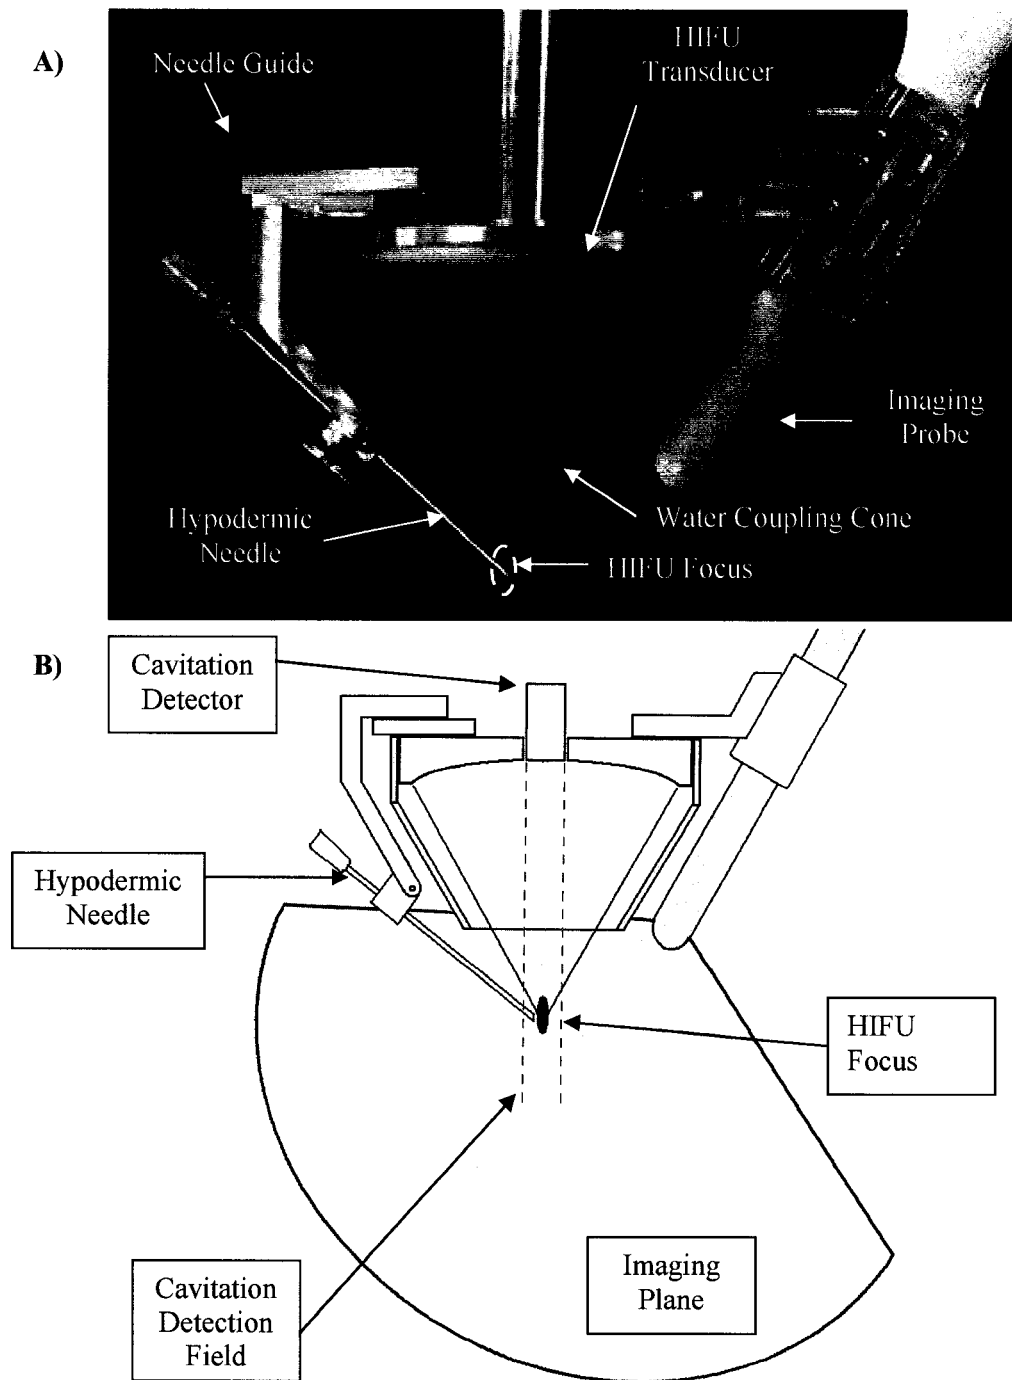 A)
Needle Guide
HIFU
Transducer
Imaging
Probe
Hypodermic
Needle
Water Coupling Cone
HIFU Focus
B)
Cavitation
Detector
Hypodermic
Needle
HIFU
Focus
Imaging
Plane
Cavitation
Detection
Field